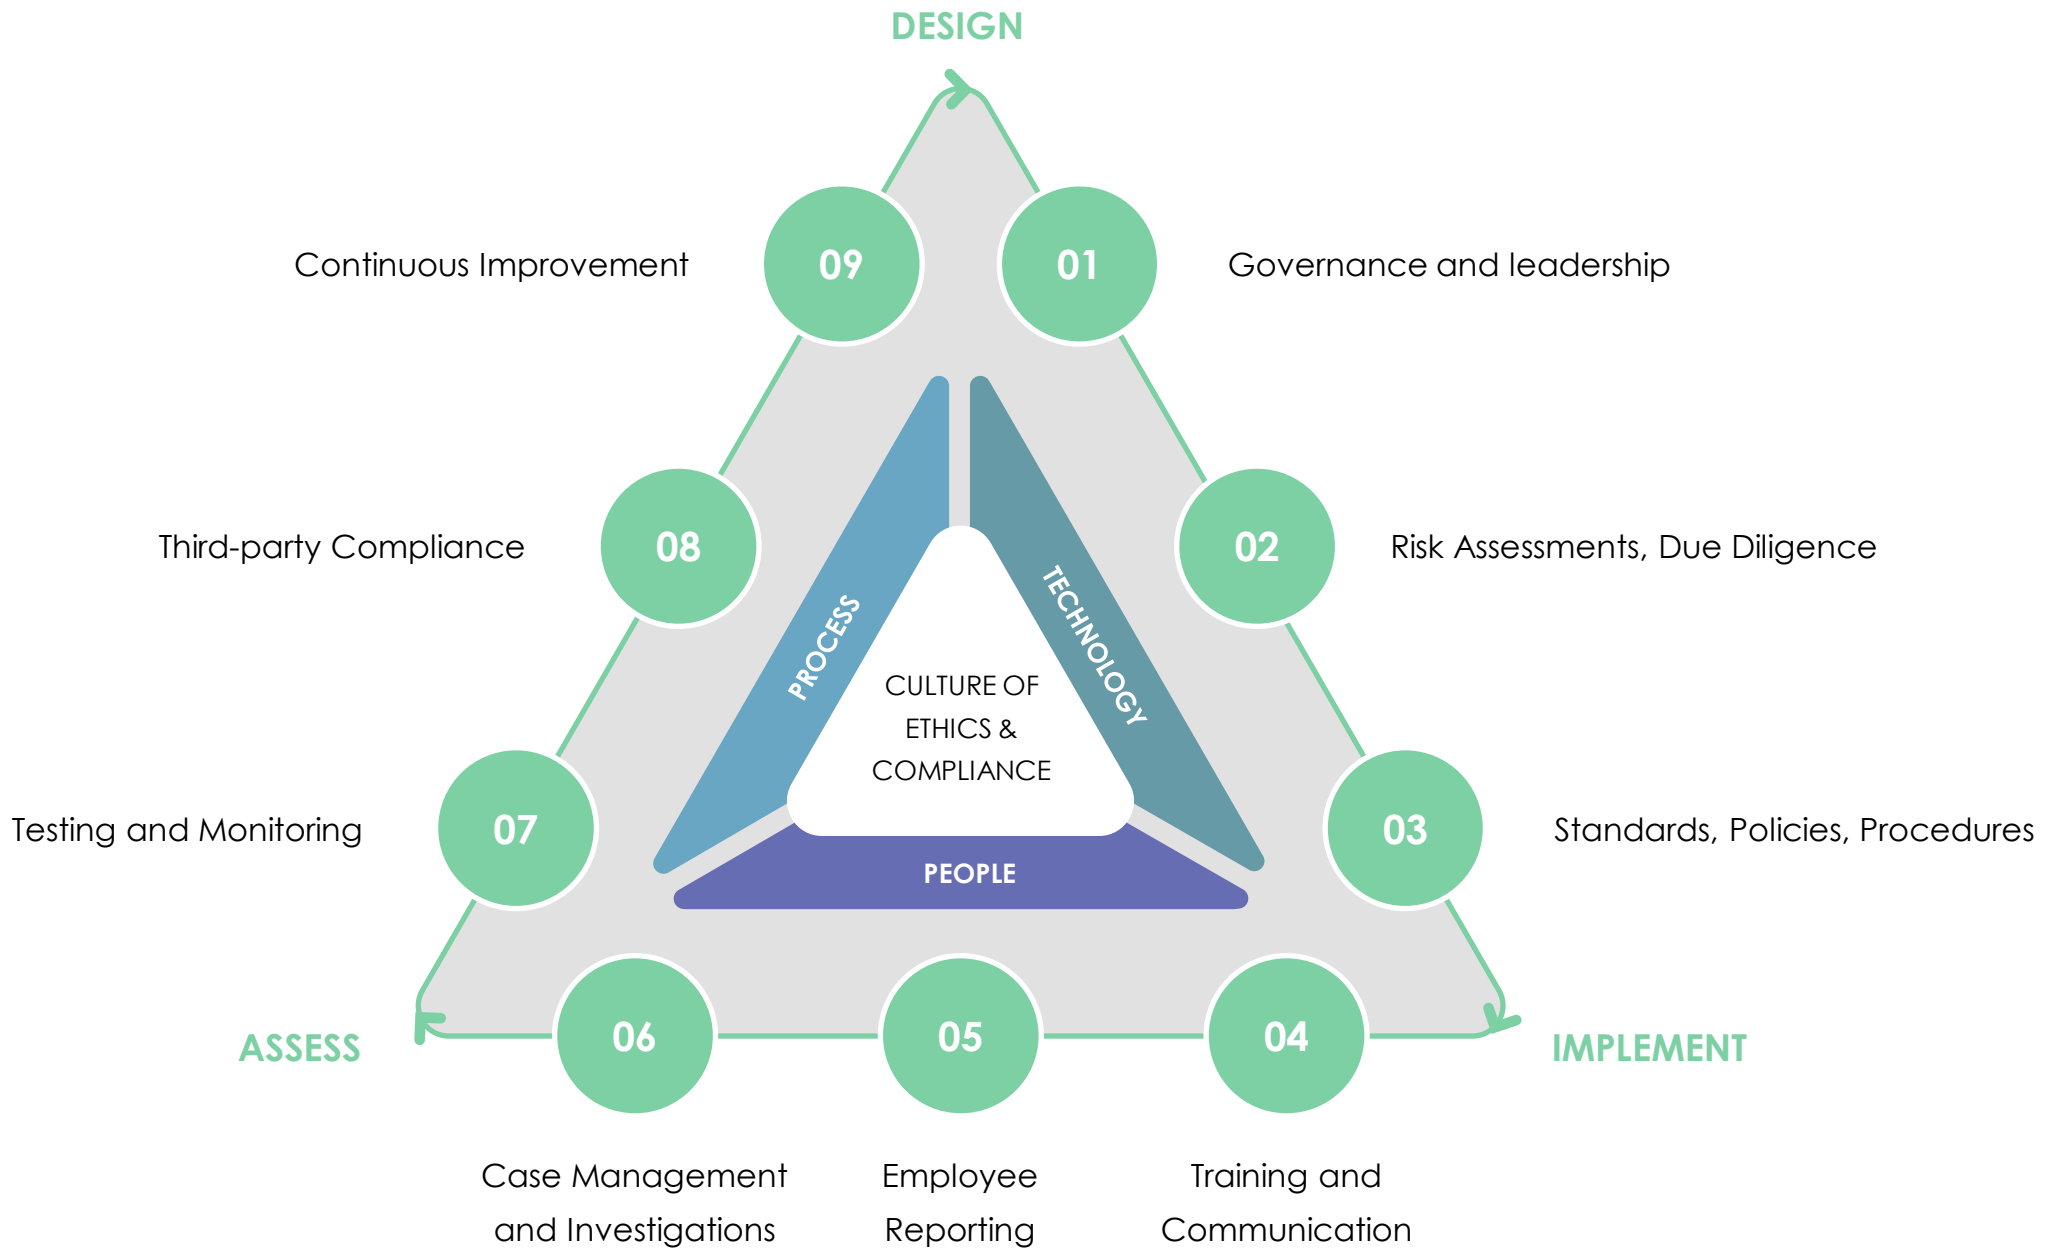 DESIGN
09
01
Continuous Improvement
Governance and leadership
08
02
Third-party Compliance
Risk Assessments, Due Diligence
PROCESS
TECHNOLOGY
CULTURE OF
ETHICS &
COMPLIANCE
07
03
Testing and Monitoring
Standards, Policies, Procedures
PEOPLE
ASSESS
06
05
04
IMPLEMENT
Case Management
and Investigations
Employee
Reporting
Training and
Communication